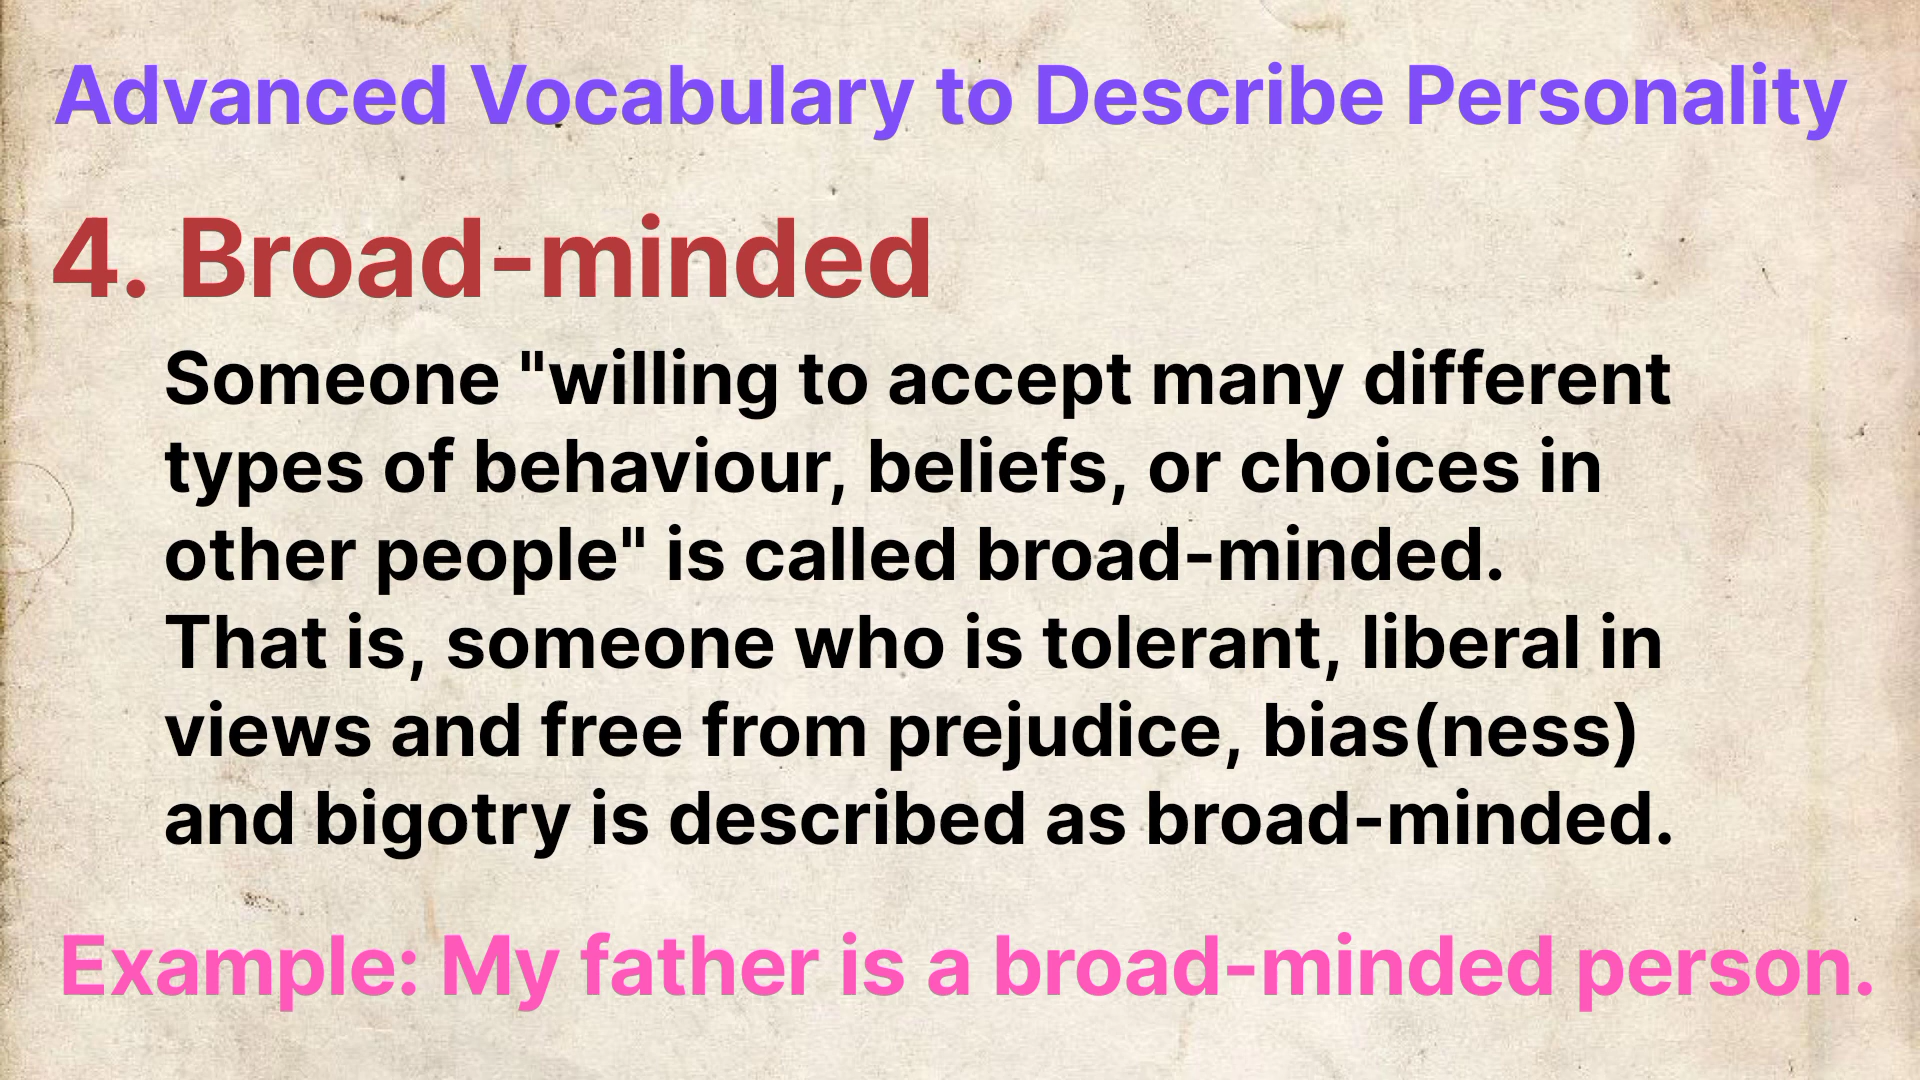 Advanced Vocabulary to Describe Personality
4. Broad-minded
Someone "willing to accept many different
types of behaviour, beliefs, or choices in
other people" is called broad-minded.
That is, someone who is tolerant, liberal in
views and free from prejudice, bias(ness)
and bigotry is described as broad-minded.
Example: My father is a broad-minded person.